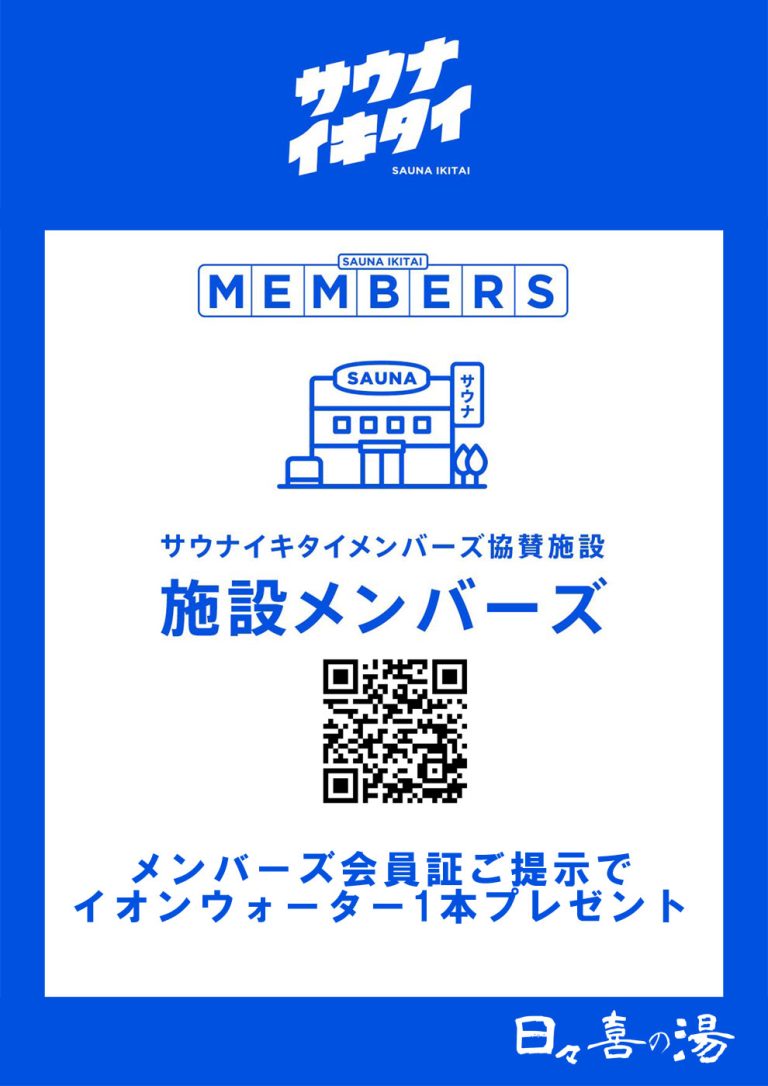 サウナ
イキタイ
SAUNA IKITAI
SAUNA IKITAI
MEMBERS
SAUNA
サウナ
サウナイキタイメンバーズ協賛施設
施設メンバーズ
メンバーズ会員証ご提示で
イオンウォーター1本プレゼント
日々喜の湯